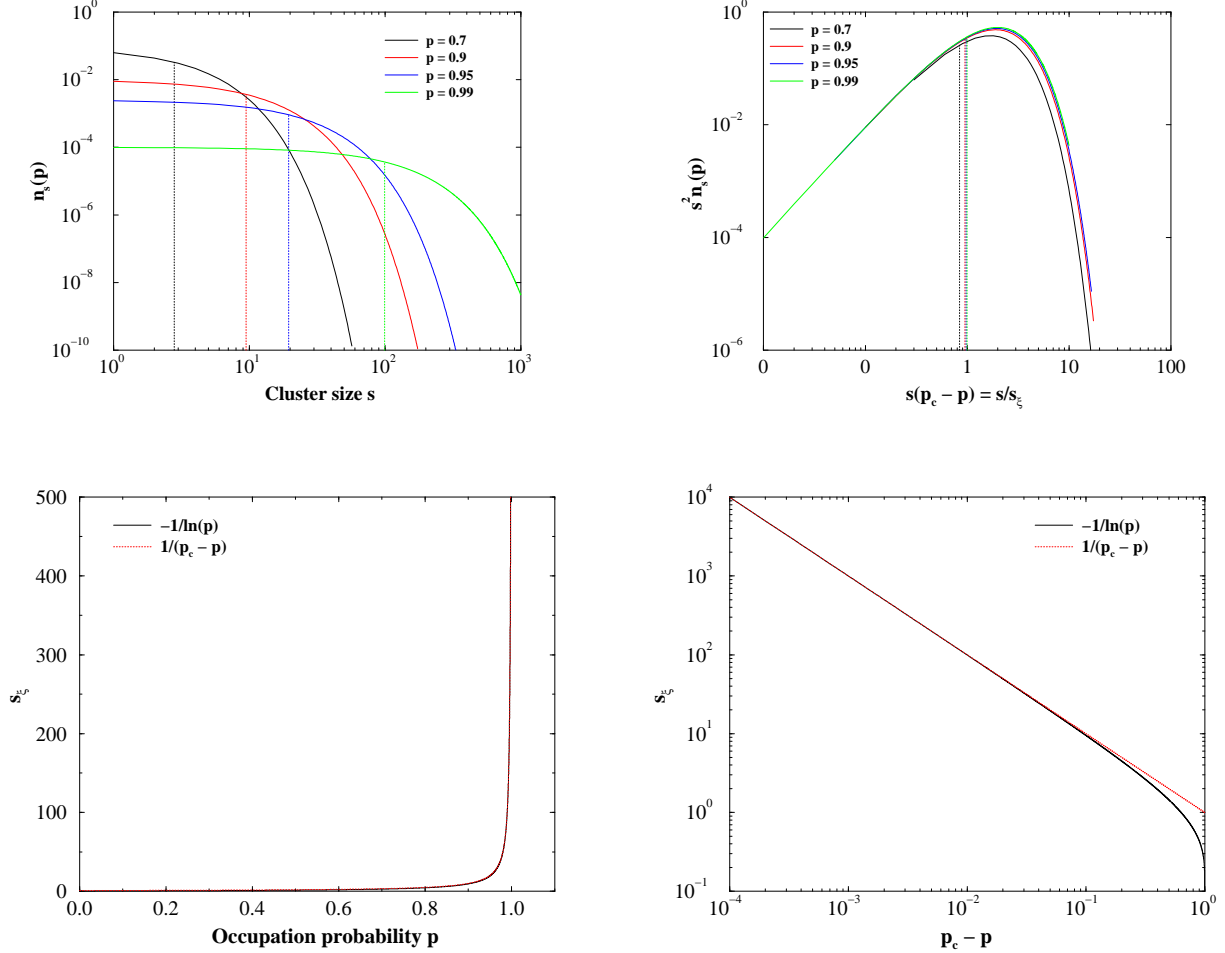 10^0
10^−2
10^−4
10^−6
10^−8
10^−10
n_s(p)
p = 0.7
p = 0.9
p = 0.95
p = 0.99
10^0 10^1 10^2 10^3
Cluster size s
10^0
10^−2
10^−4
10^−6
s^2 n_s(p)
p = 0.7
p = 0.9
p = 0.95
p = 0.99
0 0 1 10 100
s(p_c − p) = s/s_ξ
500
400
300
200
100
0
s_ξ
−1/ln(p)
1/(p_c − p)
0.0 0.2 0.4 0.6 0.8 1.0
Occupation probability p
10^4
10^3
10^2
10^1
10^0
10^−1
s_ξ
−1/ln(p)
1/(p_c − p)
10^−4 10^−3 10^−2 10^−1 10^0
p_c − p